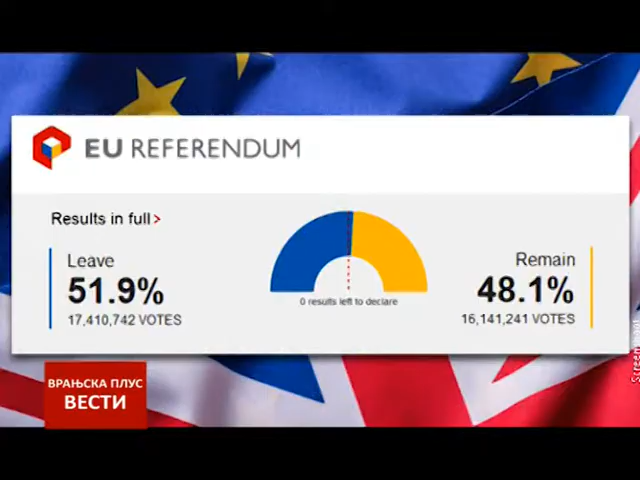 EU REFERENDUM
Results in full >
Leave
51.9%
17,410,742 VOTES
0 results left to declare
Remain
48.1%
16,141,241 VOTES
ВРАЊСКА ПЛУС
ВЕСТИ